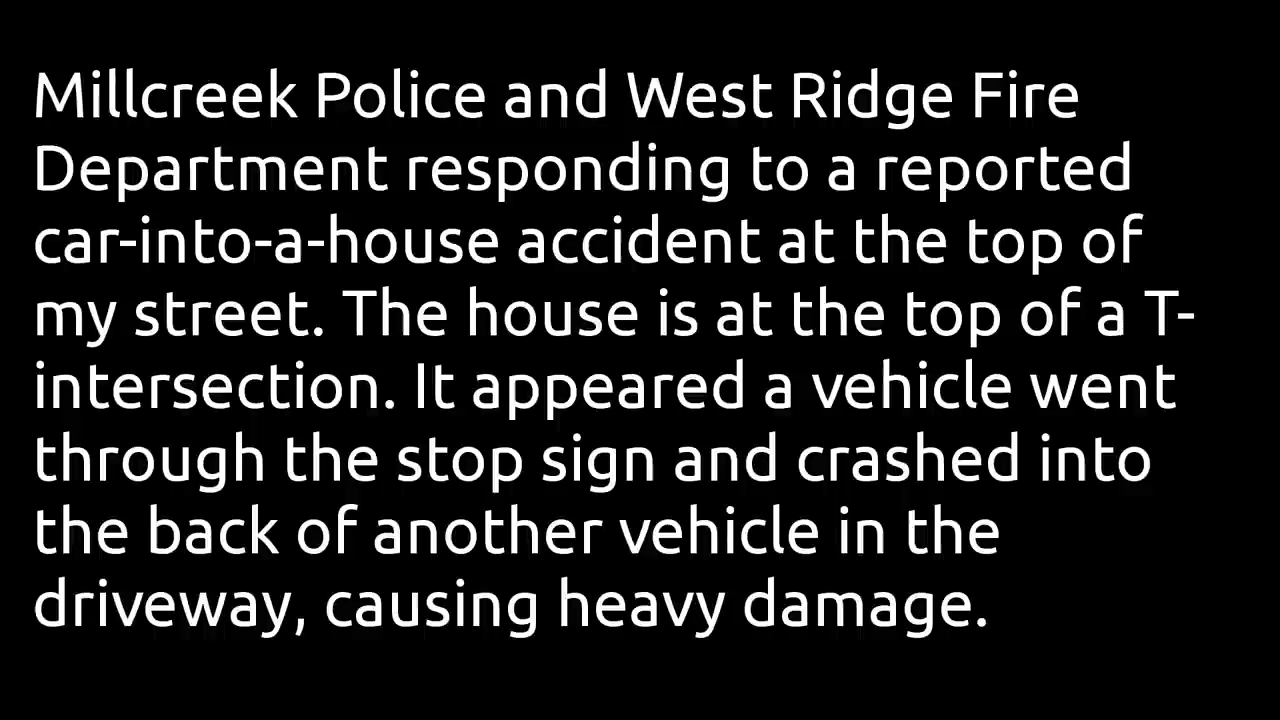 Millcreek Police and West Ridge Fire
Department responding to a reported
car-into-a-house accident at the top of
my street. The house is at the top of a T-
intersection. It appeared a vehicle went
through the stop sign and crashed into
the back of another vehicle in the
driveway, causing heavy damage.